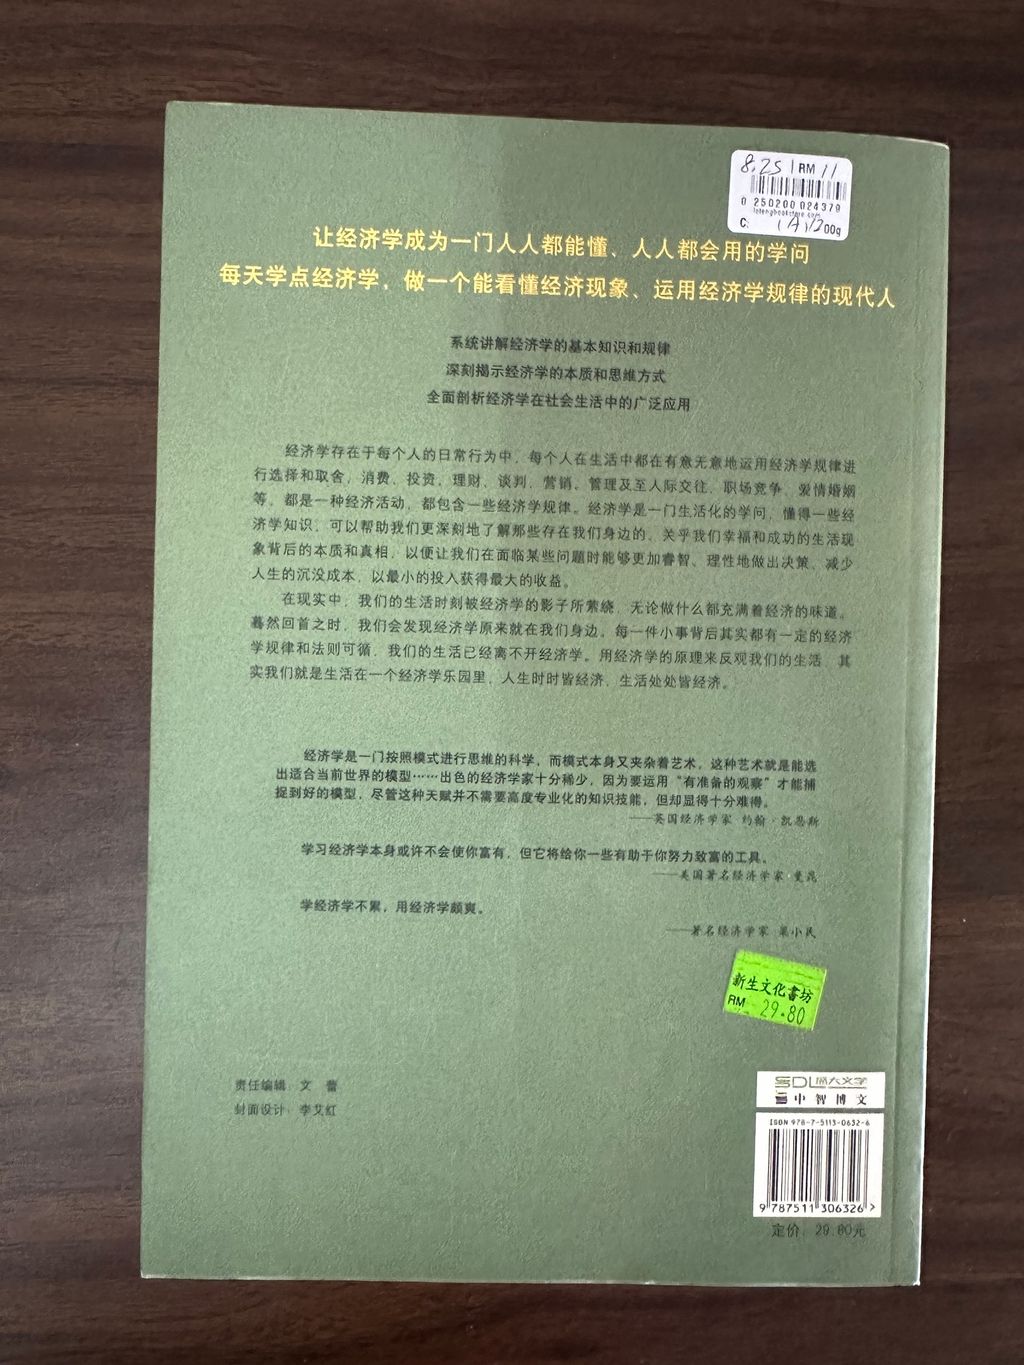 8.25 | RM 11
0 250200 024379
C. (A) 1/200g
让经济学成为一门人人都能懂、人人都会用的学问
每天学点经济学，做一个能看懂经济现象、运用经济学规律的现代人
系统讲解经济学的基本知识和规律
深刻揭示经济学的本质和思维方式
全面剖析经济学在社会生活中的广泛应用
经济学存在于每个人的日常行为中，每个人在生活中都在有意无意地运用经济学规律进
行选择和取舍，消费、投资、理财、谈判、营销、管理及至人际交往、职场竞争、爱情婚姻
等，都是一种经济活动，都包含一些经济学规律。经济学是一门生活化的学问，懂得一些经
济学知识，可以帮助我们更深刻地了解那些存在我们身边的、关乎我们幸福和成功的生活现
象背后的本质和真相，以便让我们在面临某些问题时能够更加睿智、理性地做出决策，减少
人生的沉没成本，以最小的投入获得最大的收益。
在现实中，我们的生活时刻被经济学的影子所萦绕，无论做什么都充满着经济的味道。
蓦然回首之时，我们会发现经济学原来就在我们身边。每一件小事背后其实都有一定的经济
学规律和法则可循，我们的生活已经离不开经济学。用经济学的原理来反观我们的生活，其
实我们就是生活在一个经济学乐园里，人生时时皆经济，生活处处皆经济。
经济学是一门按照模式进行思维的科学，而模式本身又夹杂着艺术，这种艺术就是能选
出适合当前世界的模型……出色的经济学家十分稀少，因为要运用“有准备的观察”才能捕
捉到好的模型，尽管这种天赋并不需要高度专业化的知识技能，但却显得十分难得。
——英国经济学家 约翰·凯恩斯
学习经济学本身或许不会使你富有，但它将给你一些有助于你努力致富的工具。
——美国著名经济学家·曼昆
学经济学不累，用经济学颇爽。
——著名经济学家 梁小民
新生文化書坊
RM 29.80
责任编辑：文 蕾
封面设计：李艾红
SDL 盛大文学
中智博文
ISBN 978-7-5113-0632-6
9 787511 306326 >
定价：29.80元